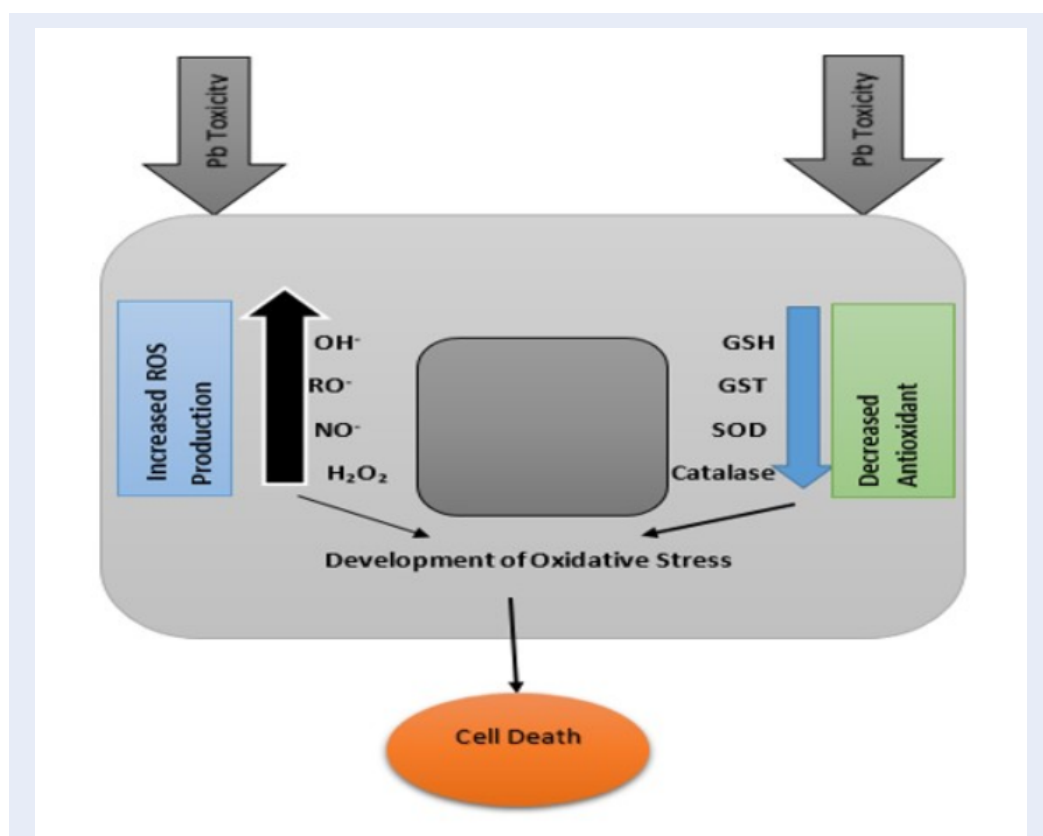 Pb Toxicity
Pb Toxicity
Increased ROS
Production
OH⁻
RO⁻
NO⁻
H₂O₂
GSH
GST
SOD
Catalase
Decreased
Antioxidant
Development of Oxidative Stress
Cell Death